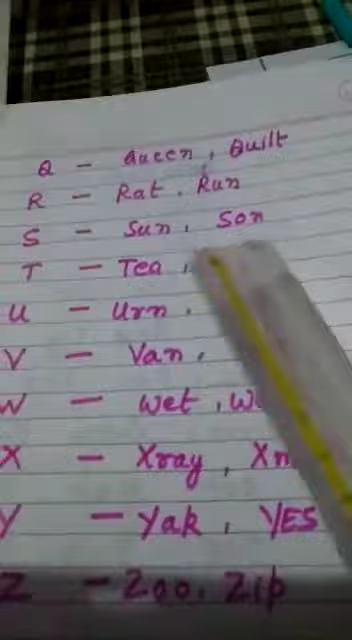 Q - Queen, Quilt
R - Rat, Run
S - Sun, Son
T - Tea,
U - Urn,
V - Van,
W - Wet,
X - Xray,
Y - Yak, YES
Z - Zoo, Zip